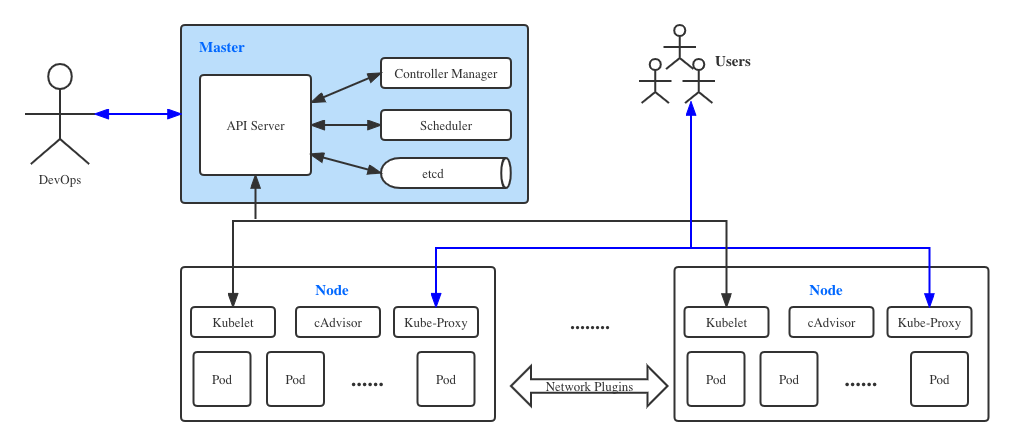 Master
Users
Controller Manager
API Server
Scheduler
etcd
DevOps
Node
Node
Kubelet
cAdvisor
Kube-Proxy
........
Kubelet
cAdvisor
Kube-Proxy
Pod
Pod
......
Pod
Network Plugins
Pod
Pod
......
Pod